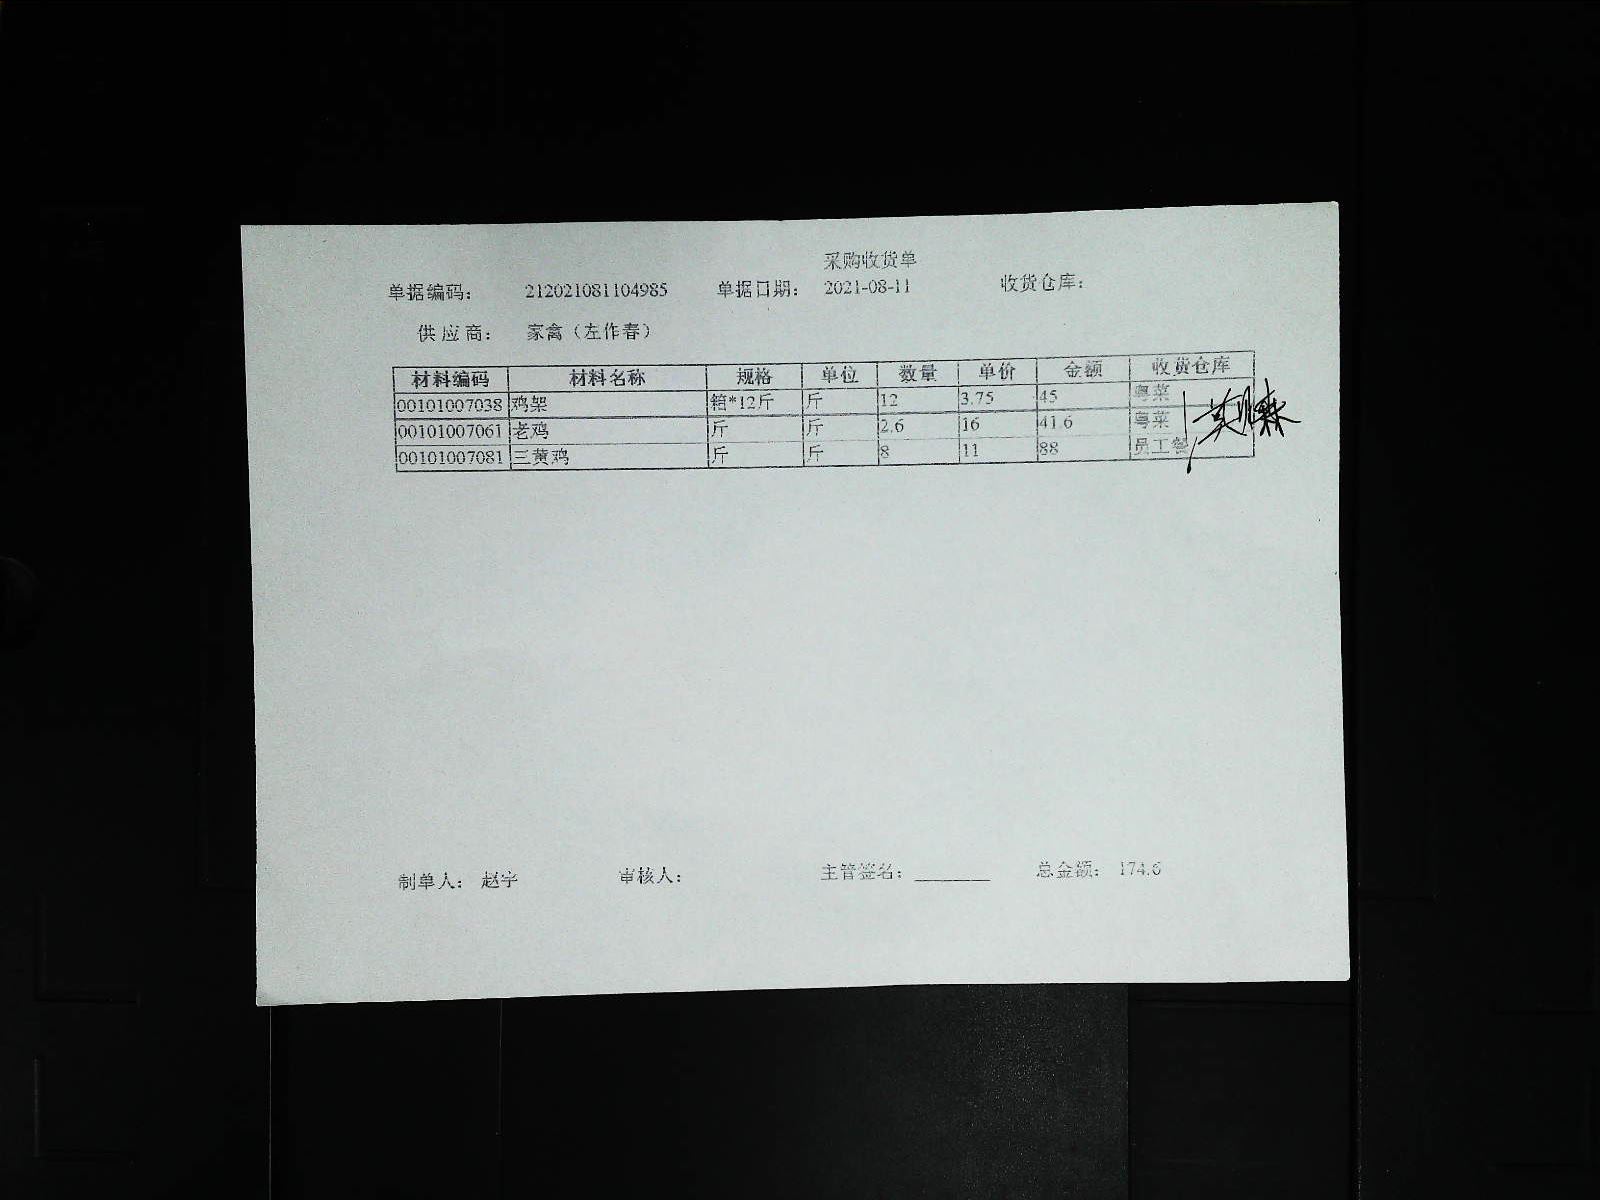 采购收货单
单据编码： 212021081104985 单据日期： 2021-08-11 收货仓库：
供应商： 家禽（左作春）
材料编码 材料名称 规格 单位 数量 单价 金额 收货仓库
00101007038 鸡架 箱*12斤 斤 12 3.75 45 粤菜
00101007061 老鸡 斤 斤 2.6 16 41.6 粤菜
00101007081 三黄鸡 斤 斤 8 11 88 员工餐
制单人： 赵宇 审核人： 主管签名：______ 总金额： 174.6